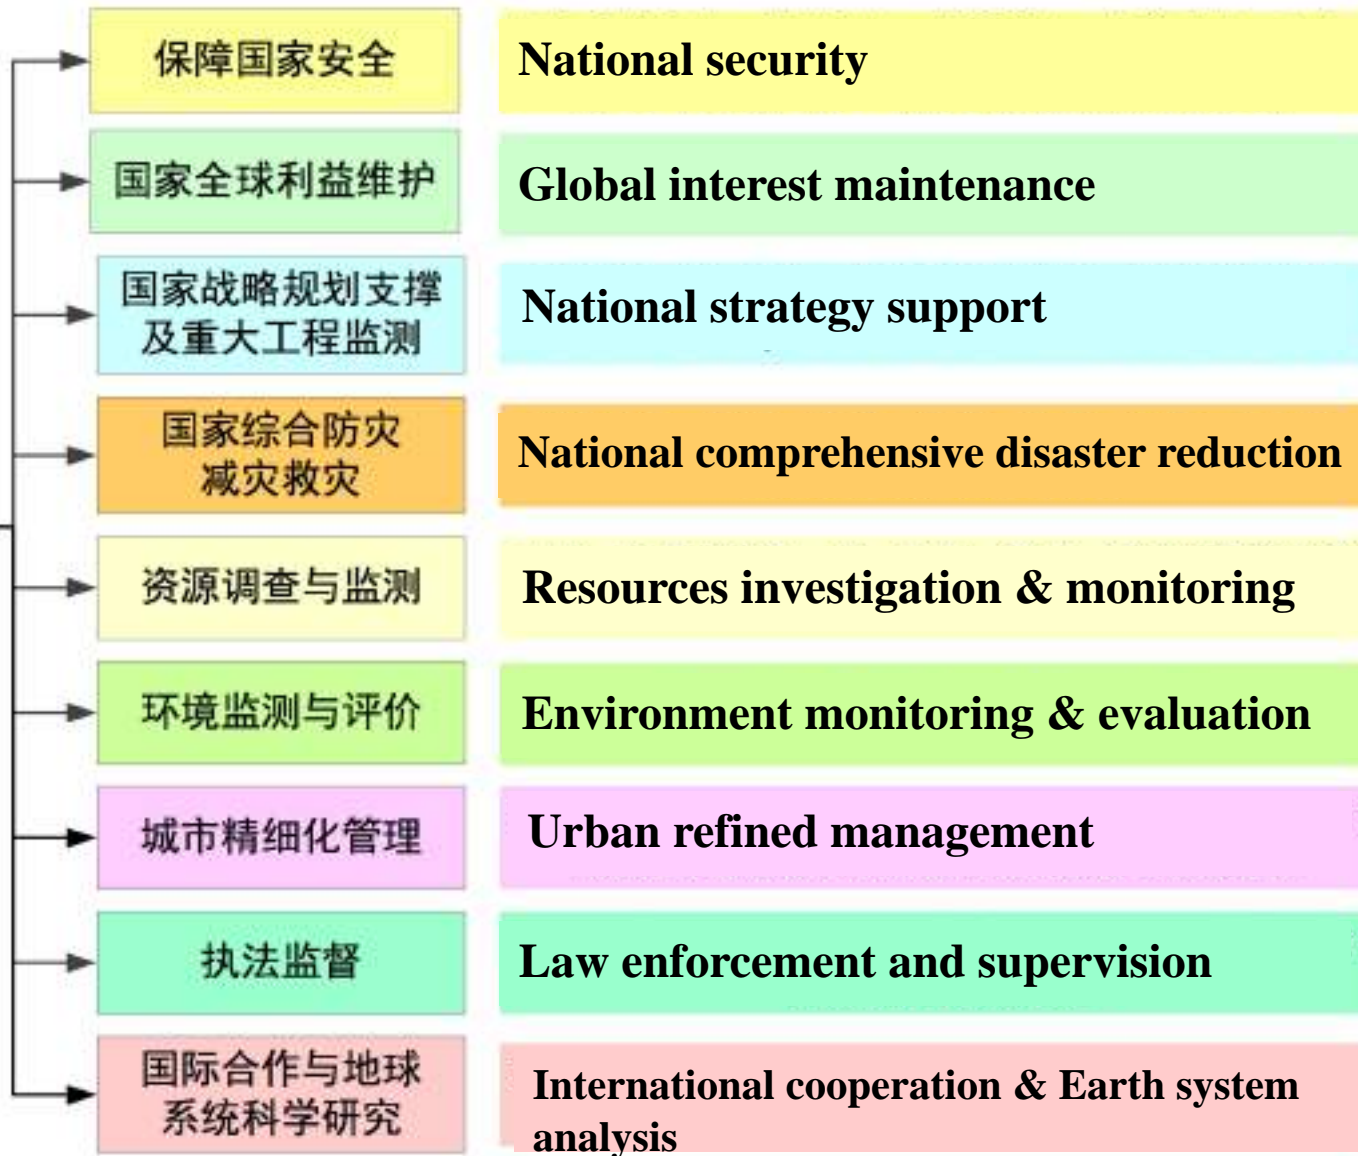 保障国家安全
National security
国家全球利益维护
Global interest maintenance
国家战略规划支撑
及重大工程监测
National strategy support
国家综合防灾
减灾救灾
National comprehensive disaster reduction
资源调查与监测
Resources investigation & monitoring
环境监测与评价
Environment monitoring & evaluation
城市精细化管理
Urban refined management
执法监督
Law enforcement and supervision
国际合作与地球
系统科学研究
International cooperation & Earth system
analysis